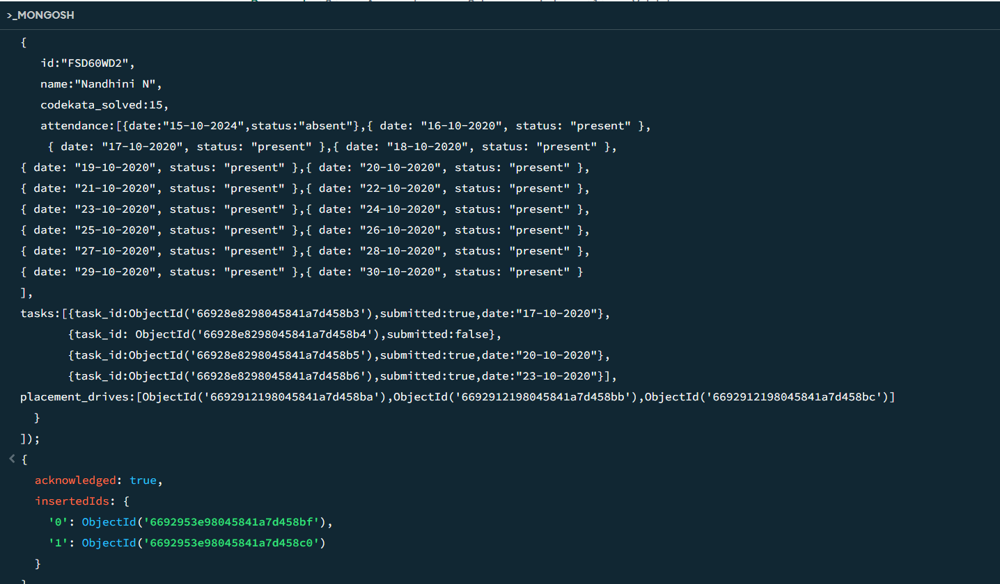 >_MONGOSH
{
id:"FSD60WD2",
name:"Nandhini N",
codekata_solved:15,
attendance:[{date:"15-10-2024",status:"absent"},{ date: "16-10-2020", status: "present" },
{ date: "17-10-2020", status: "present" },{ date: "18-10-2020", status: "present" },
{ date: "19-10-2020", status: "present" },{ date: "20-10-2020", status: "present" },
{ date: "21-10-2020", status: "present" },{ date: "22-10-2020", status: "present" },
{ date: "23-10-2020", status: "present" },{ date: "24-10-2020", status: "present" },
{ date: "25-10-2020", status: "present" },{ date: "26-10-2020", status: "present" },
{ date: "27-10-2020", status: "present" },{ date: "28-10-2020", status: "present" },
{ date: "29-10-2020", status: "present" },{ date: "30-10-2020", status: "present" }
],
tasks:[{task_id:ObjectId('66928e8298045841a7d458b3'),submitted:true,date:"17-10-2020"},
{task_id: ObjectId('66928e8298045841a7d458b4'),submitted:false},
{task_id:ObjectId('66928e8298045841a7d458b5'),submitted:true,date:"20-10-2020"},
{task_id:ObjectId('66928e8298045841a7d458b6'),submitted:true,date:"23-10-2020"}],
placement_drives:[ObjectId('6692912198045841a7d458ba'),ObjectId('6692912198045841a7d458bb'),ObjectId('6692912198045841a7d458bc')]
}
]);
< {
acknowledged: true,
insertedIds: {
'0': ObjectId('6692953e98045841a7d458bf'),
'1': ObjectId('6692953e98045841a7d458c0')
}